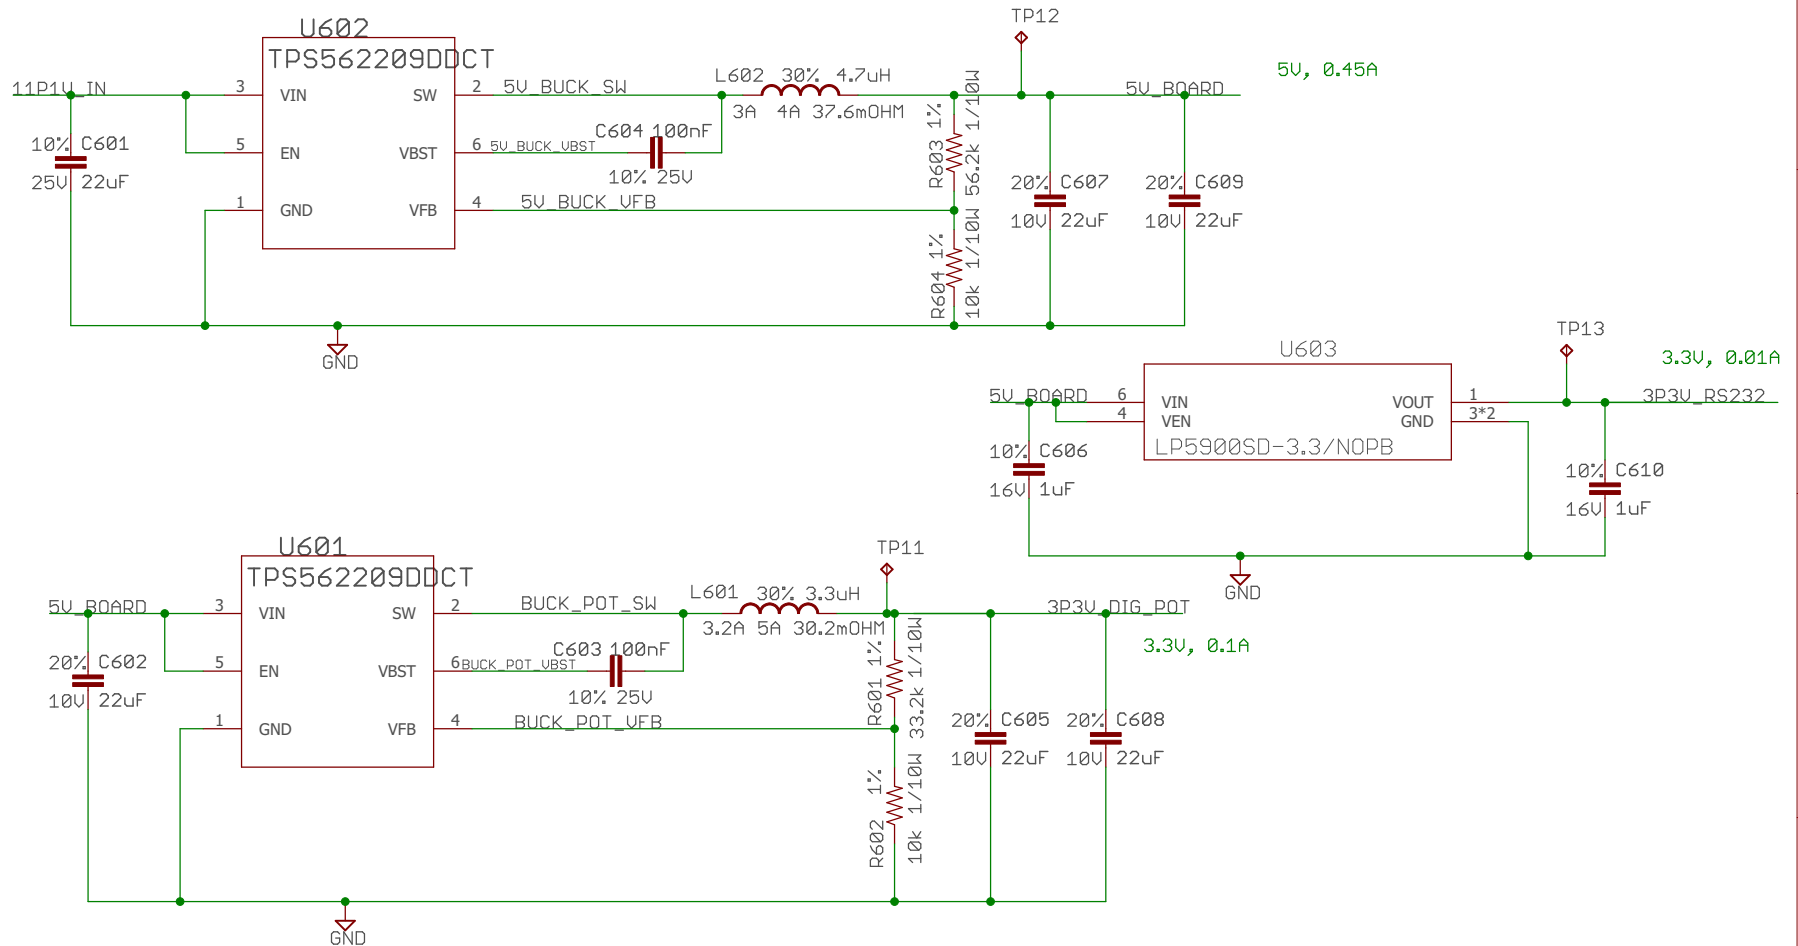 U602
TPS562209DDCT
11P1V_IN
3 VIN
5 EN
1 GND
SW 2
VBST 6
VFB 4
10% C601
25V 22uF
5V_BUCK_SW
5V_BUCK_VBST
5V_BUCK_VFB
C604 100nF
10% 25V
L602 30% 4.7uH
3A 4A 37.6mOHM
R603 1%
56.2k 1/10W
R604 1%
10k 1/10W
TP12
5V_BOARD
5V, 0.45A
20% C607
10V 22uF
20% C609
10V 22uF
GND
U603
LP5900SD-3.3/NOPB
5V_BOARD
6 VIN
4 VEN
VOUT 1
GND 3*2
10% C606
16V 1uF
TP13
3.3V, 0.01A
3P3V_RS232
10% C610
16V 1uF
GND
U601
TPS562209DDCT
5V_BOARD
3 VIN
5 EN
1 GND
SW 2
VBST 6
VFB 4
20% C602
10V 22uF
BUCK_POT_SW
BUCK_POT_VBST
BUCK_POT_VFB
C603 100nF
10% 25V
L601 30% 3.3uH
3.2A 5A 30.2mOHM
R601 1%
33.2k 1/10W
R602 1%
10k 1/10W
TP11
3P3V_DIG_POT
3.3V, 0.1A
20% C605
10V 22uF
20% C608
10V 22uF
GND